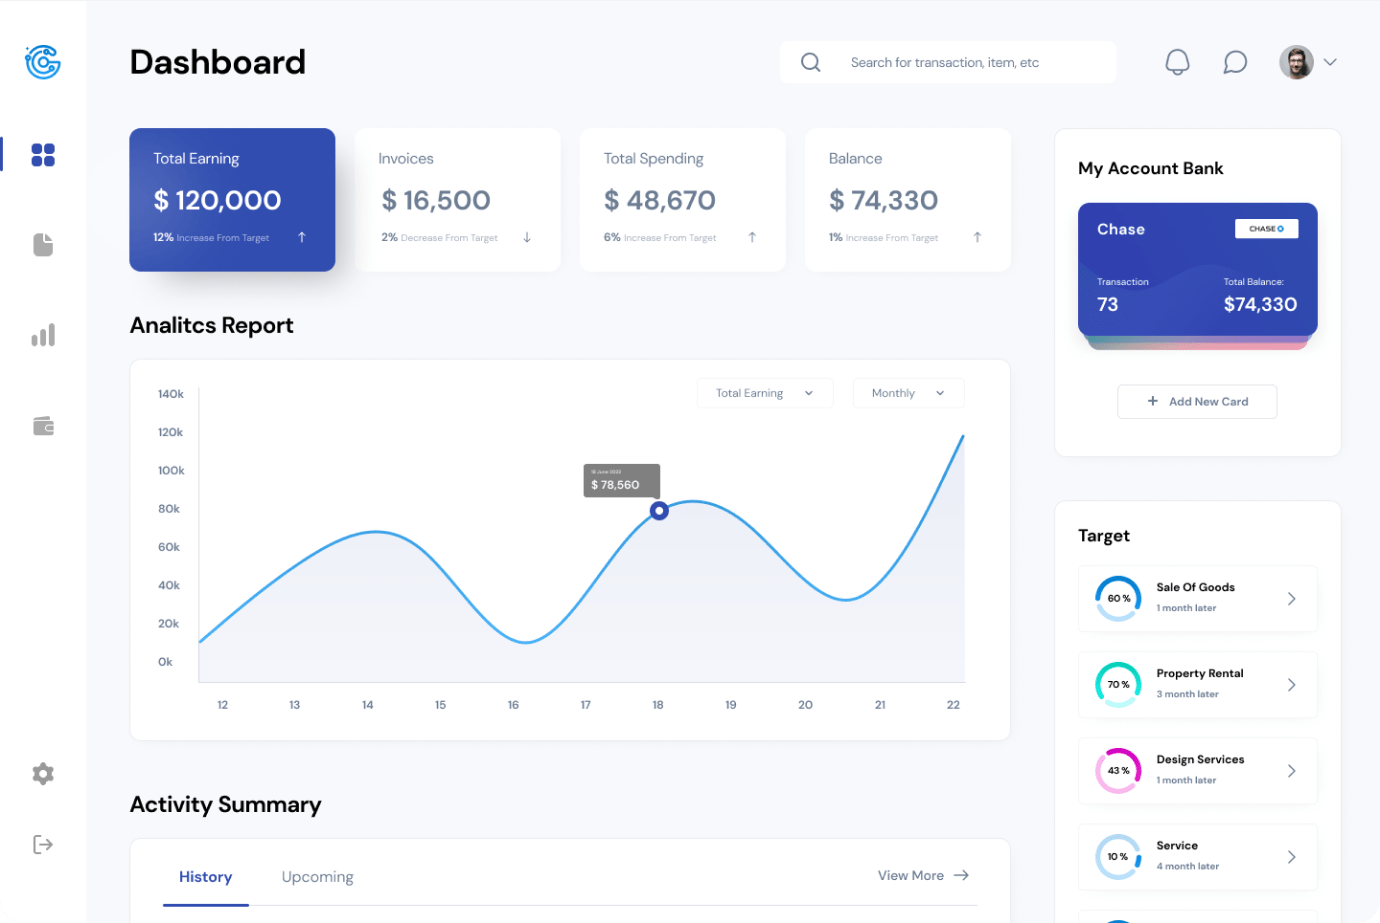 Dashboard
Search for transaction, item, etc
Total Earning
$ 120,000
12% Increase From Target
Invoices
$ 16,500
2% Decrease From Target
Total Spending
$ 48,670
6% Increase From Target
Balance
$ 74,330
1% Increase From Target
My Account Bank
Chase
CHASE
Transaction
73
Total Balance:
$74,330
Add New Card
Analitcs Report
Total Earning
Monthly
140k
120k
100k
80k
60k
40k
20k
0k
$ 78,560
12 13 14 15 16 17 18 19 20 21 22
Target
60 %
Sale Of Goods
1 month later
70 %
Property Rental
3 month later
43 %
Design Services
1 month later
10 %
Service
4 month later
Activity Summary
History
Upcoming
View More